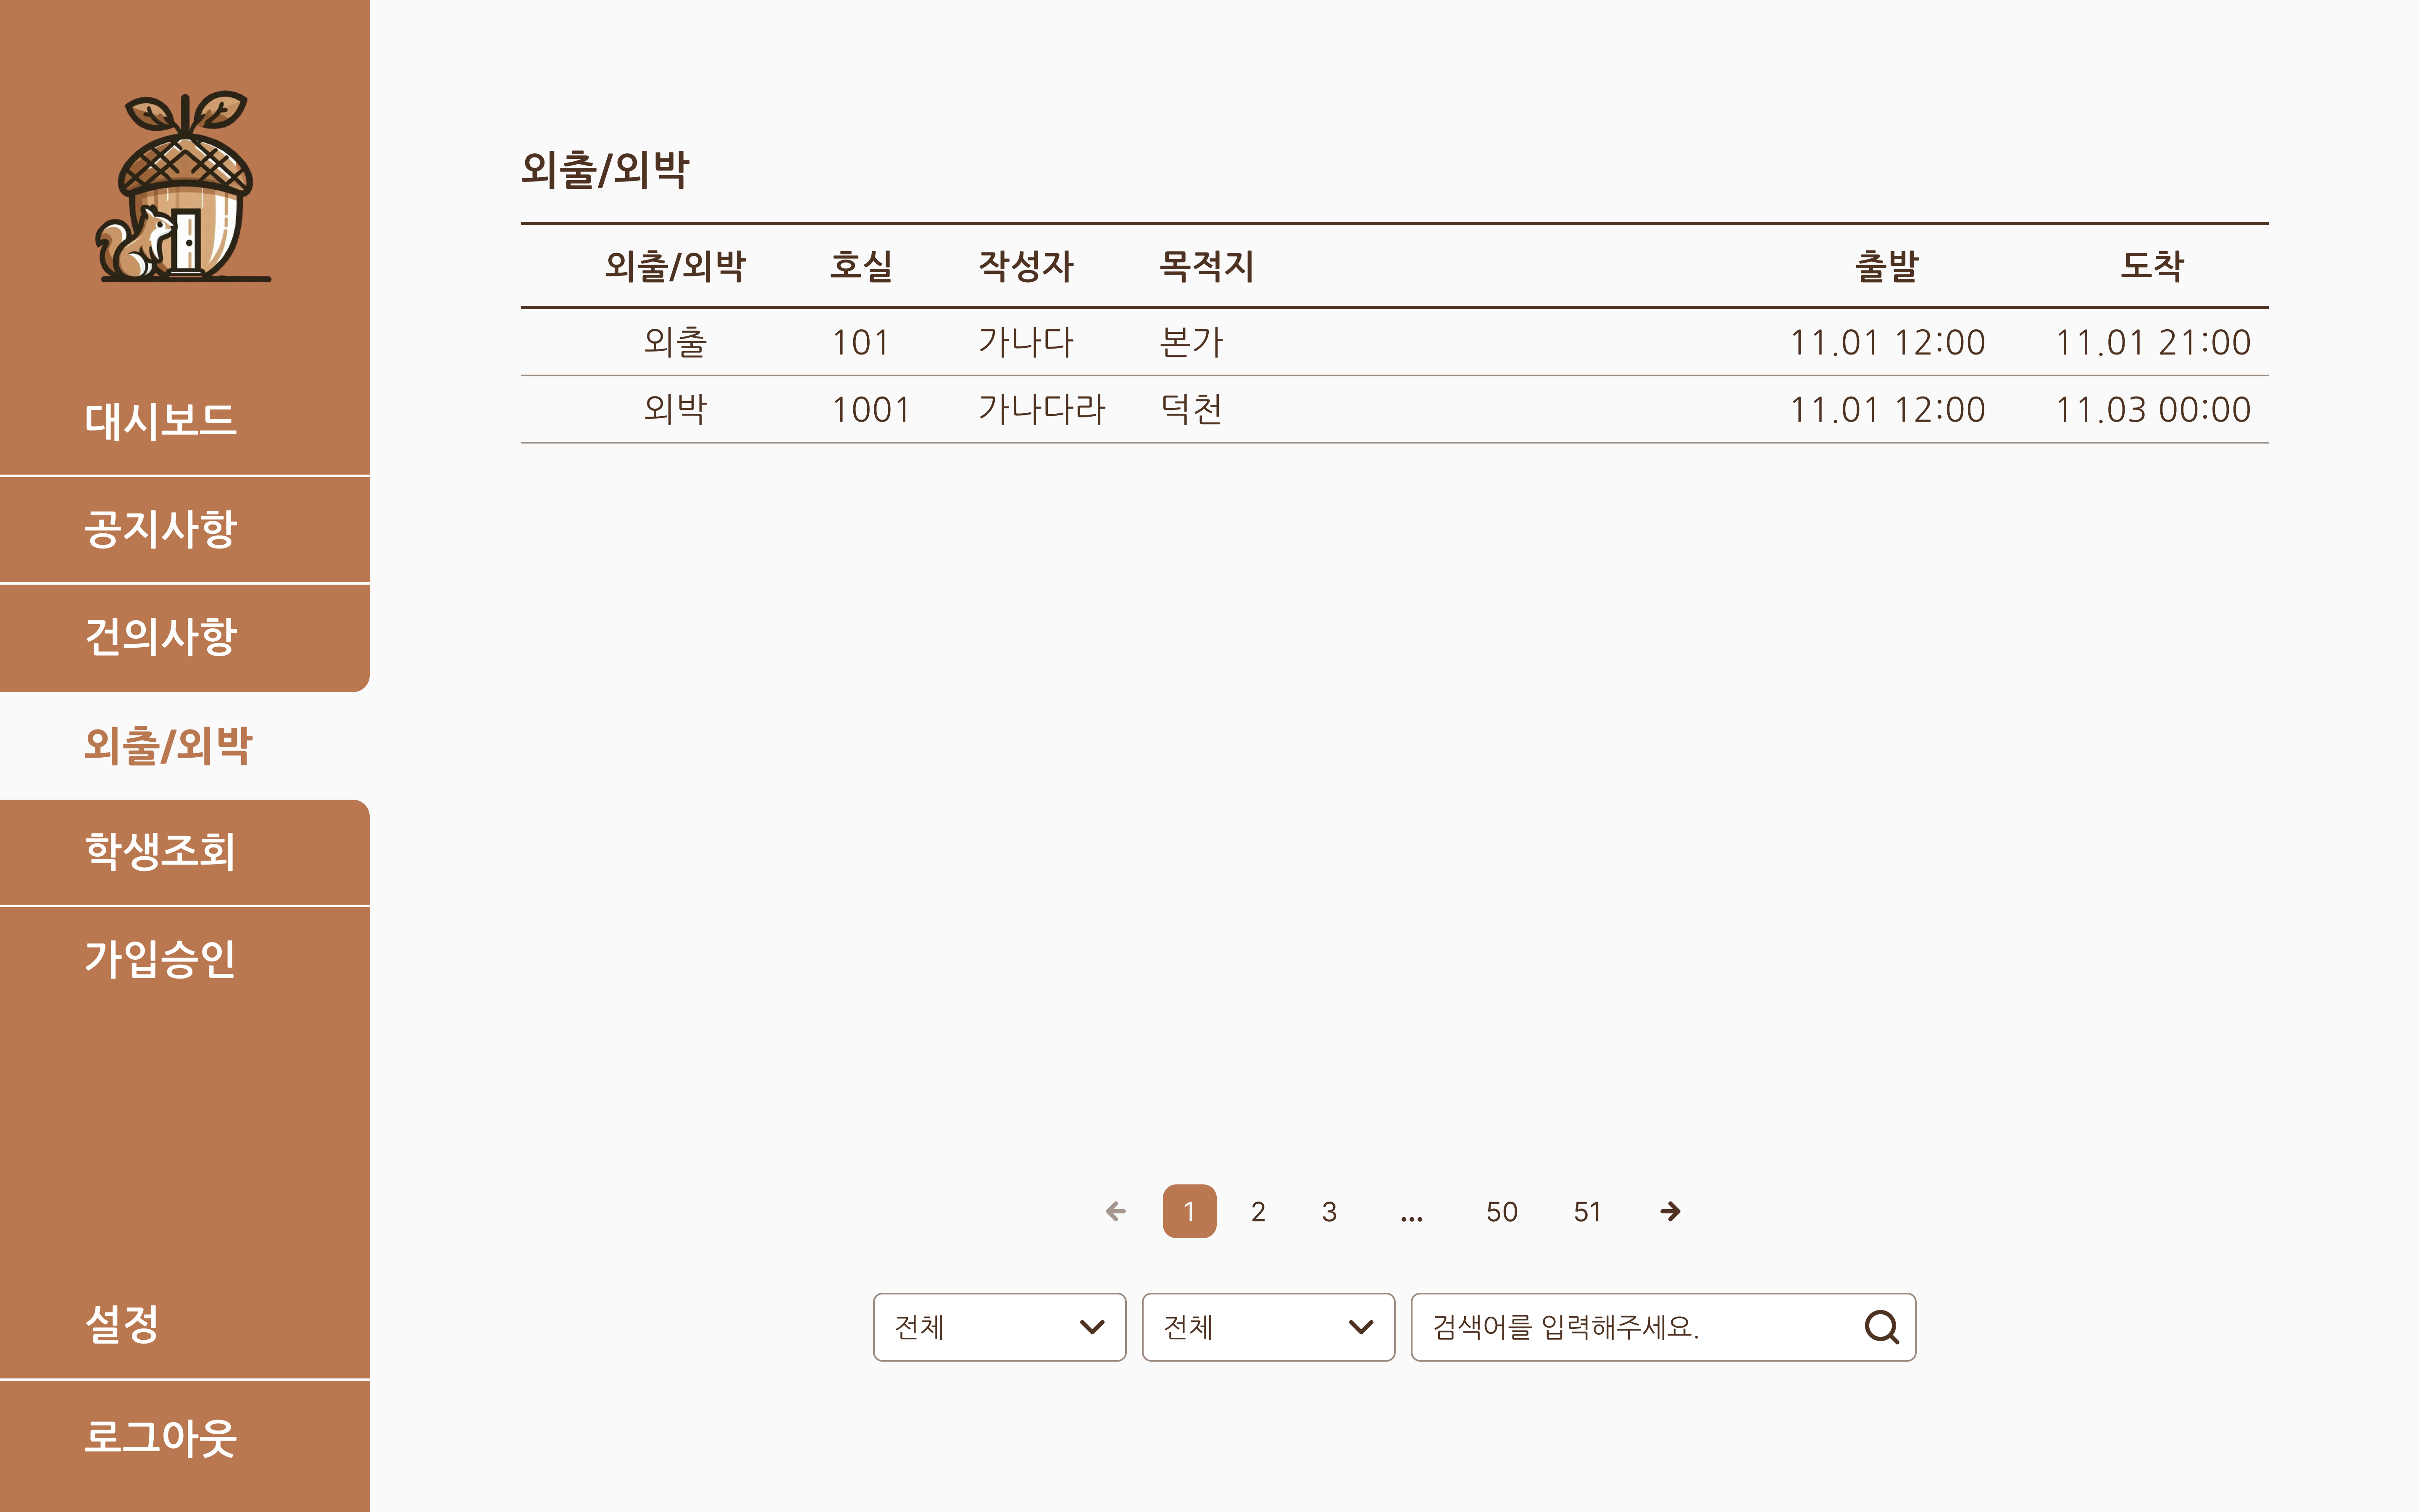 대시보드
공지사항
건의사항
외출/외박
학생조회
가입승인
설정
로그아웃
외출/외박
외출/외박 호실 작성자 목적지 출발 도착
외출 101 가나다 본가 11.01 12:00 11.01 21:00
외박 1001 가나다라 덕천 11.01 12:00 11.03 00:00
1 2 3 ... 50 51
전체 전체 검색어를 입력해주세요.